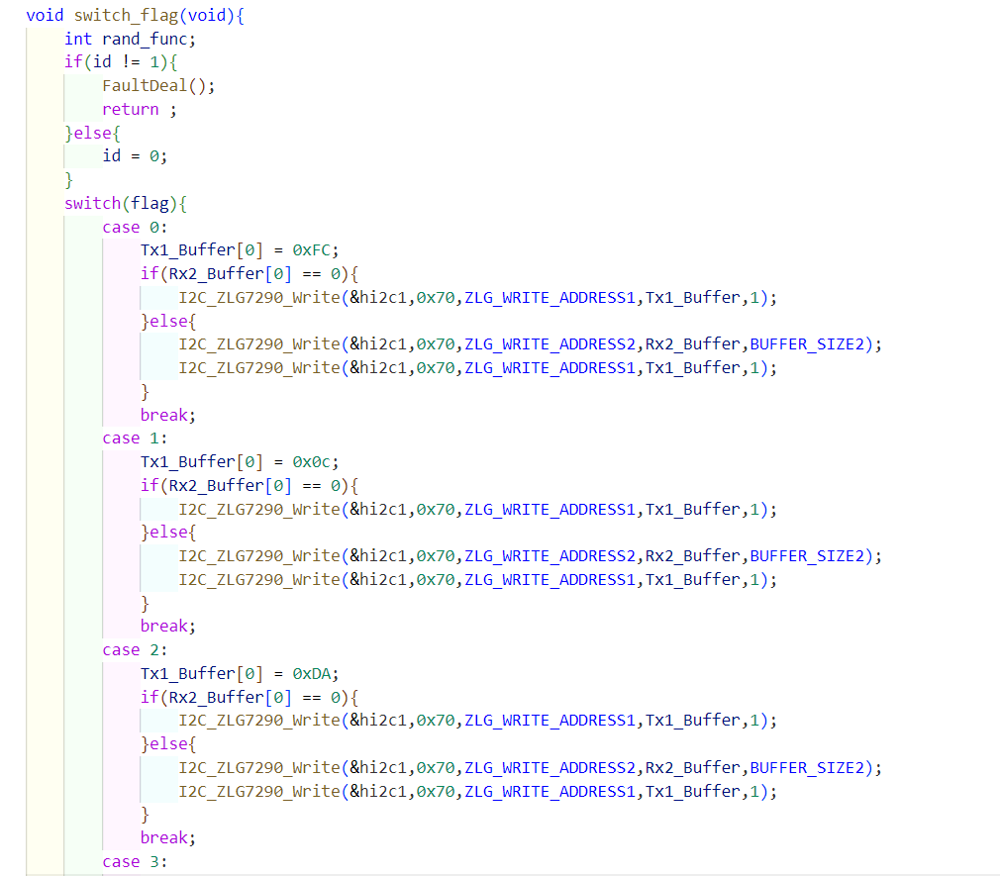 void switch_flag(void){
    int rand_func;
    if(id != 1){
        FaultDeal();
        return ;
    }else{
        id = 0;
    }
    switch(flag){
        case 0:
            Tx1_Buffer[0] = 0xFC;
            if(Rx2_Buffer[0] == 0){
                I2C_ZLG7290_Write(&hi2c1,0x70,ZLG_WRITE_ADDRESS1,Tx1_Buffer,1);
            }else{
                I2C_ZLG7290_Write(&hi2c1,0x70,ZLG_WRITE_ADDRESS2,Rx2_Buffer,BUFFER_SIZE2);
                I2C_ZLG7290_Write(&hi2c1,0x70,ZLG_WRITE_ADDRESS1,Tx1_Buffer,1);
            }
            break;
        case 1:
            Tx1_Buffer[0] = 0x0c;
            if(Rx2_Buffer[0] == 0){
                I2C_ZLG7290_Write(&hi2c1,0x70,ZLG_WRITE_ADDRESS1,Tx1_Buffer,1);
            }else{
                I2C_ZLG7290_Write(&hi2c1,0x70,ZLG_WRITE_ADDRESS2,Rx2_Buffer,BUFFER_SIZE2);
                I2C_ZLG7290_Write(&hi2c1,0x70,ZLG_WRITE_ADDRESS1,Tx1_Buffer,1);
            }
            break;
        case 2:
            Tx1_Buffer[0] = 0xDA;
            if(Rx2_Buffer[0] == 0){
                I2C_ZLG7290_Write(&hi2c1,0x70,ZLG_WRITE_ADDRESS1,Tx1_Buffer,1);
            }else{
                I2C_ZLG7290_Write(&hi2c1,0x70,ZLG_WRITE_ADDRESS2,Rx2_Buffer,BUFFER_SIZE2);
                I2C_ZLG7290_Write(&hi2c1,0x70,ZLG_WRITE_ADDRESS1,Tx1_Buffer,1);
            }
            break;
        case 3: